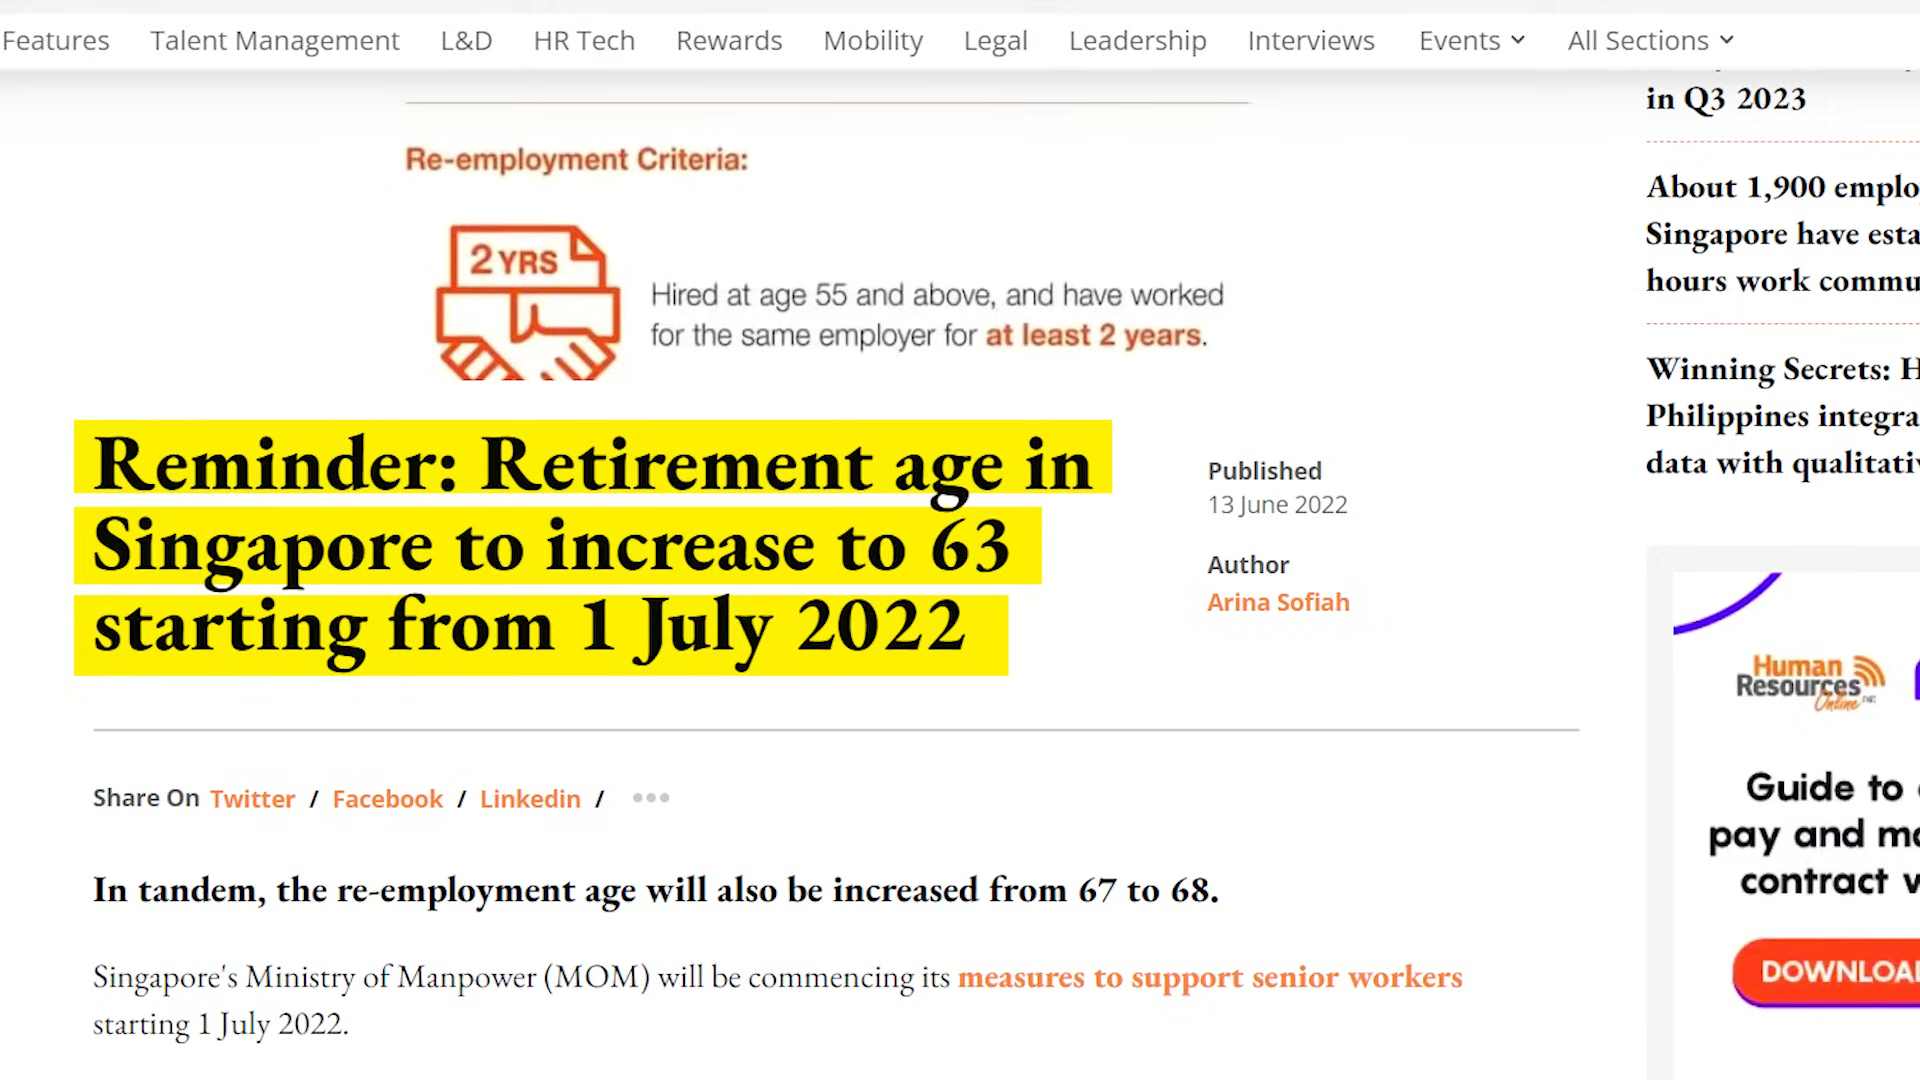 Features Talent Management L&D HR Tech Rewards Mobility Legal Leadership Interviews Events All Sections
Re-employment Criteria:
2 YRS
Hired at age 55 and above, and have worked
for the same employer for at least 2 years.
Reminder: Retirement age in
Singapore to increase to 63
starting from 1 July 2022
Published
13 June 2022
Author
Arina Sofiah
Share On Twitter / Facebook / Linkedin /
In tandem, the re-employment age will also be increased from 67 to 68.
Singapore's Ministry of Manpower (MOM) will be commencing its measures to support senior workers
starting 1 July 2022.
in Q3 2023
About 1,900
Singapore have
hours work
Winning Secrets:
Philippines
data with
Human
Resources
Online
Guide to
pay and
contract